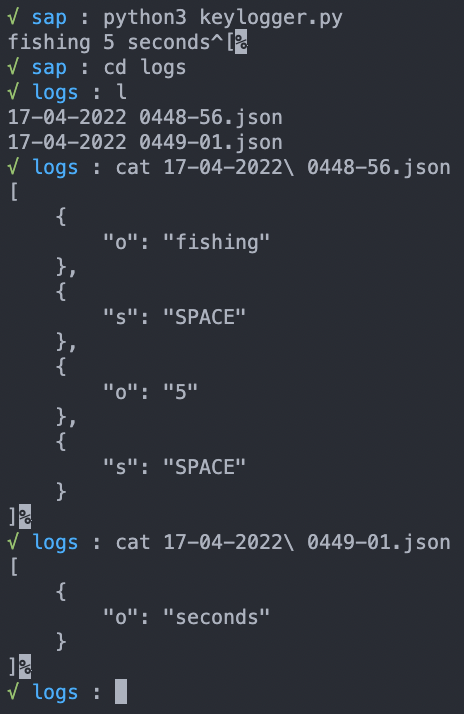 √ sap : python3 keylogger.py
fishing 5 seconds^[%
√ sap : cd logs
√ logs : l
17-04-2022 0448-56.json
17-04-2022 0449-01.json
√ logs : cat 17-04-2022\ 0448-56.json
[
    {
        "o": "fishing"
    },
    {
        "s": "SPACE"
    },
    {
        "o": "5"
    },
    {
        "s": "SPACE"
    }
]%
√ logs : cat 17-04-2022\ 0449-01.json
[
    {
        "o": "seconds"
    }
]%
√ logs :